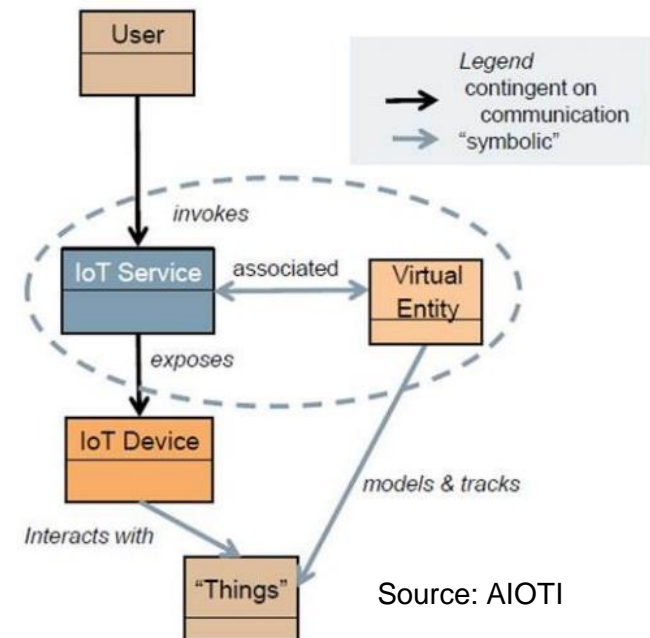 User
Legend
contingent on
communication
"symbolic"
invokes
IoT Service
associated
Virtual
Entity
exposes
IoT Device
models & tracks
Interacts with
"Things"
Source: AIOTI